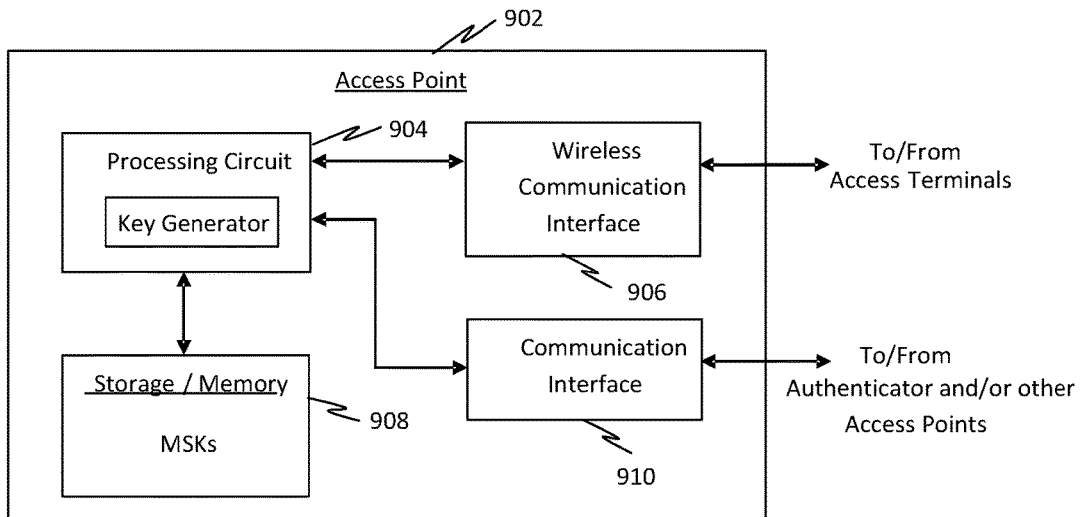 902
Access Point
904
Processing Circuit
Key Generator
Wireless
Communication
Interface
906
To/From
Access Terminals
Storage / Memory
MSKs
908
Communication
Interface
910
To/From
Authenticator and/or other
Access Points